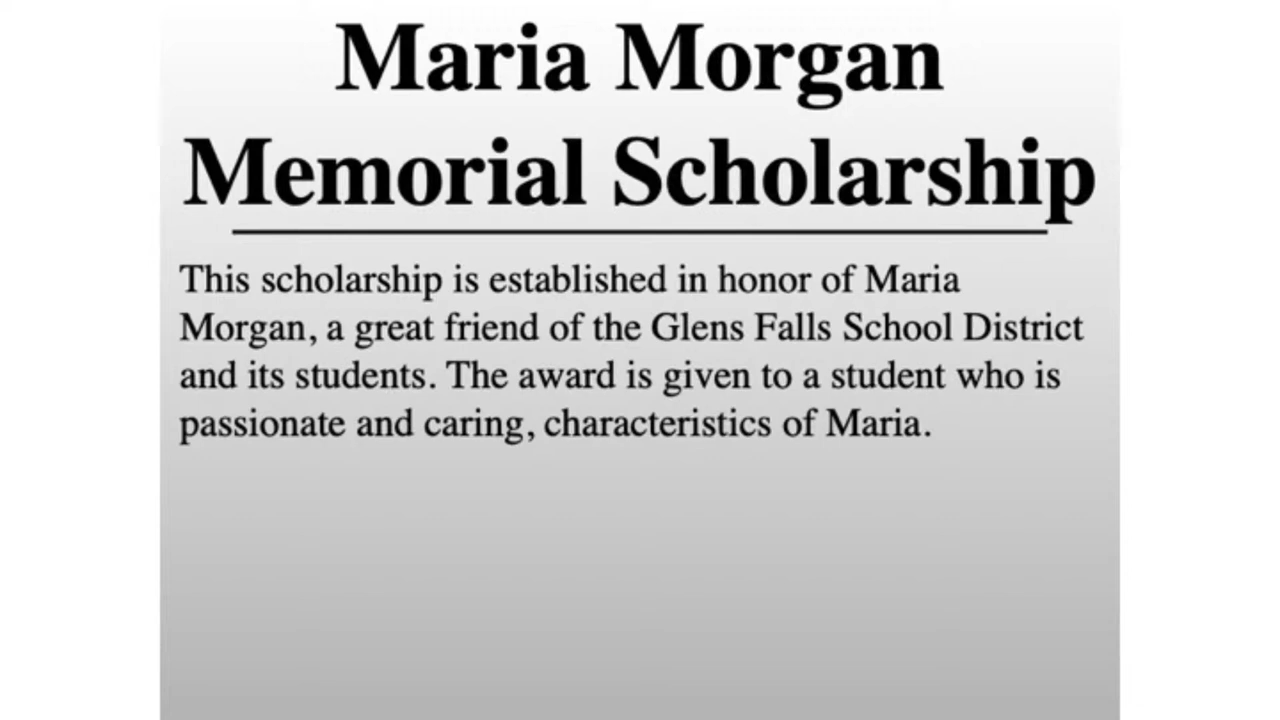 Maria Morgan
Memorial Scholarship
This scholarship is established in honor of Maria
Morgan, a great friend of the Glens Falls School District
and its students. The award is given to a student who is
passionate and caring, characteristics of Maria.